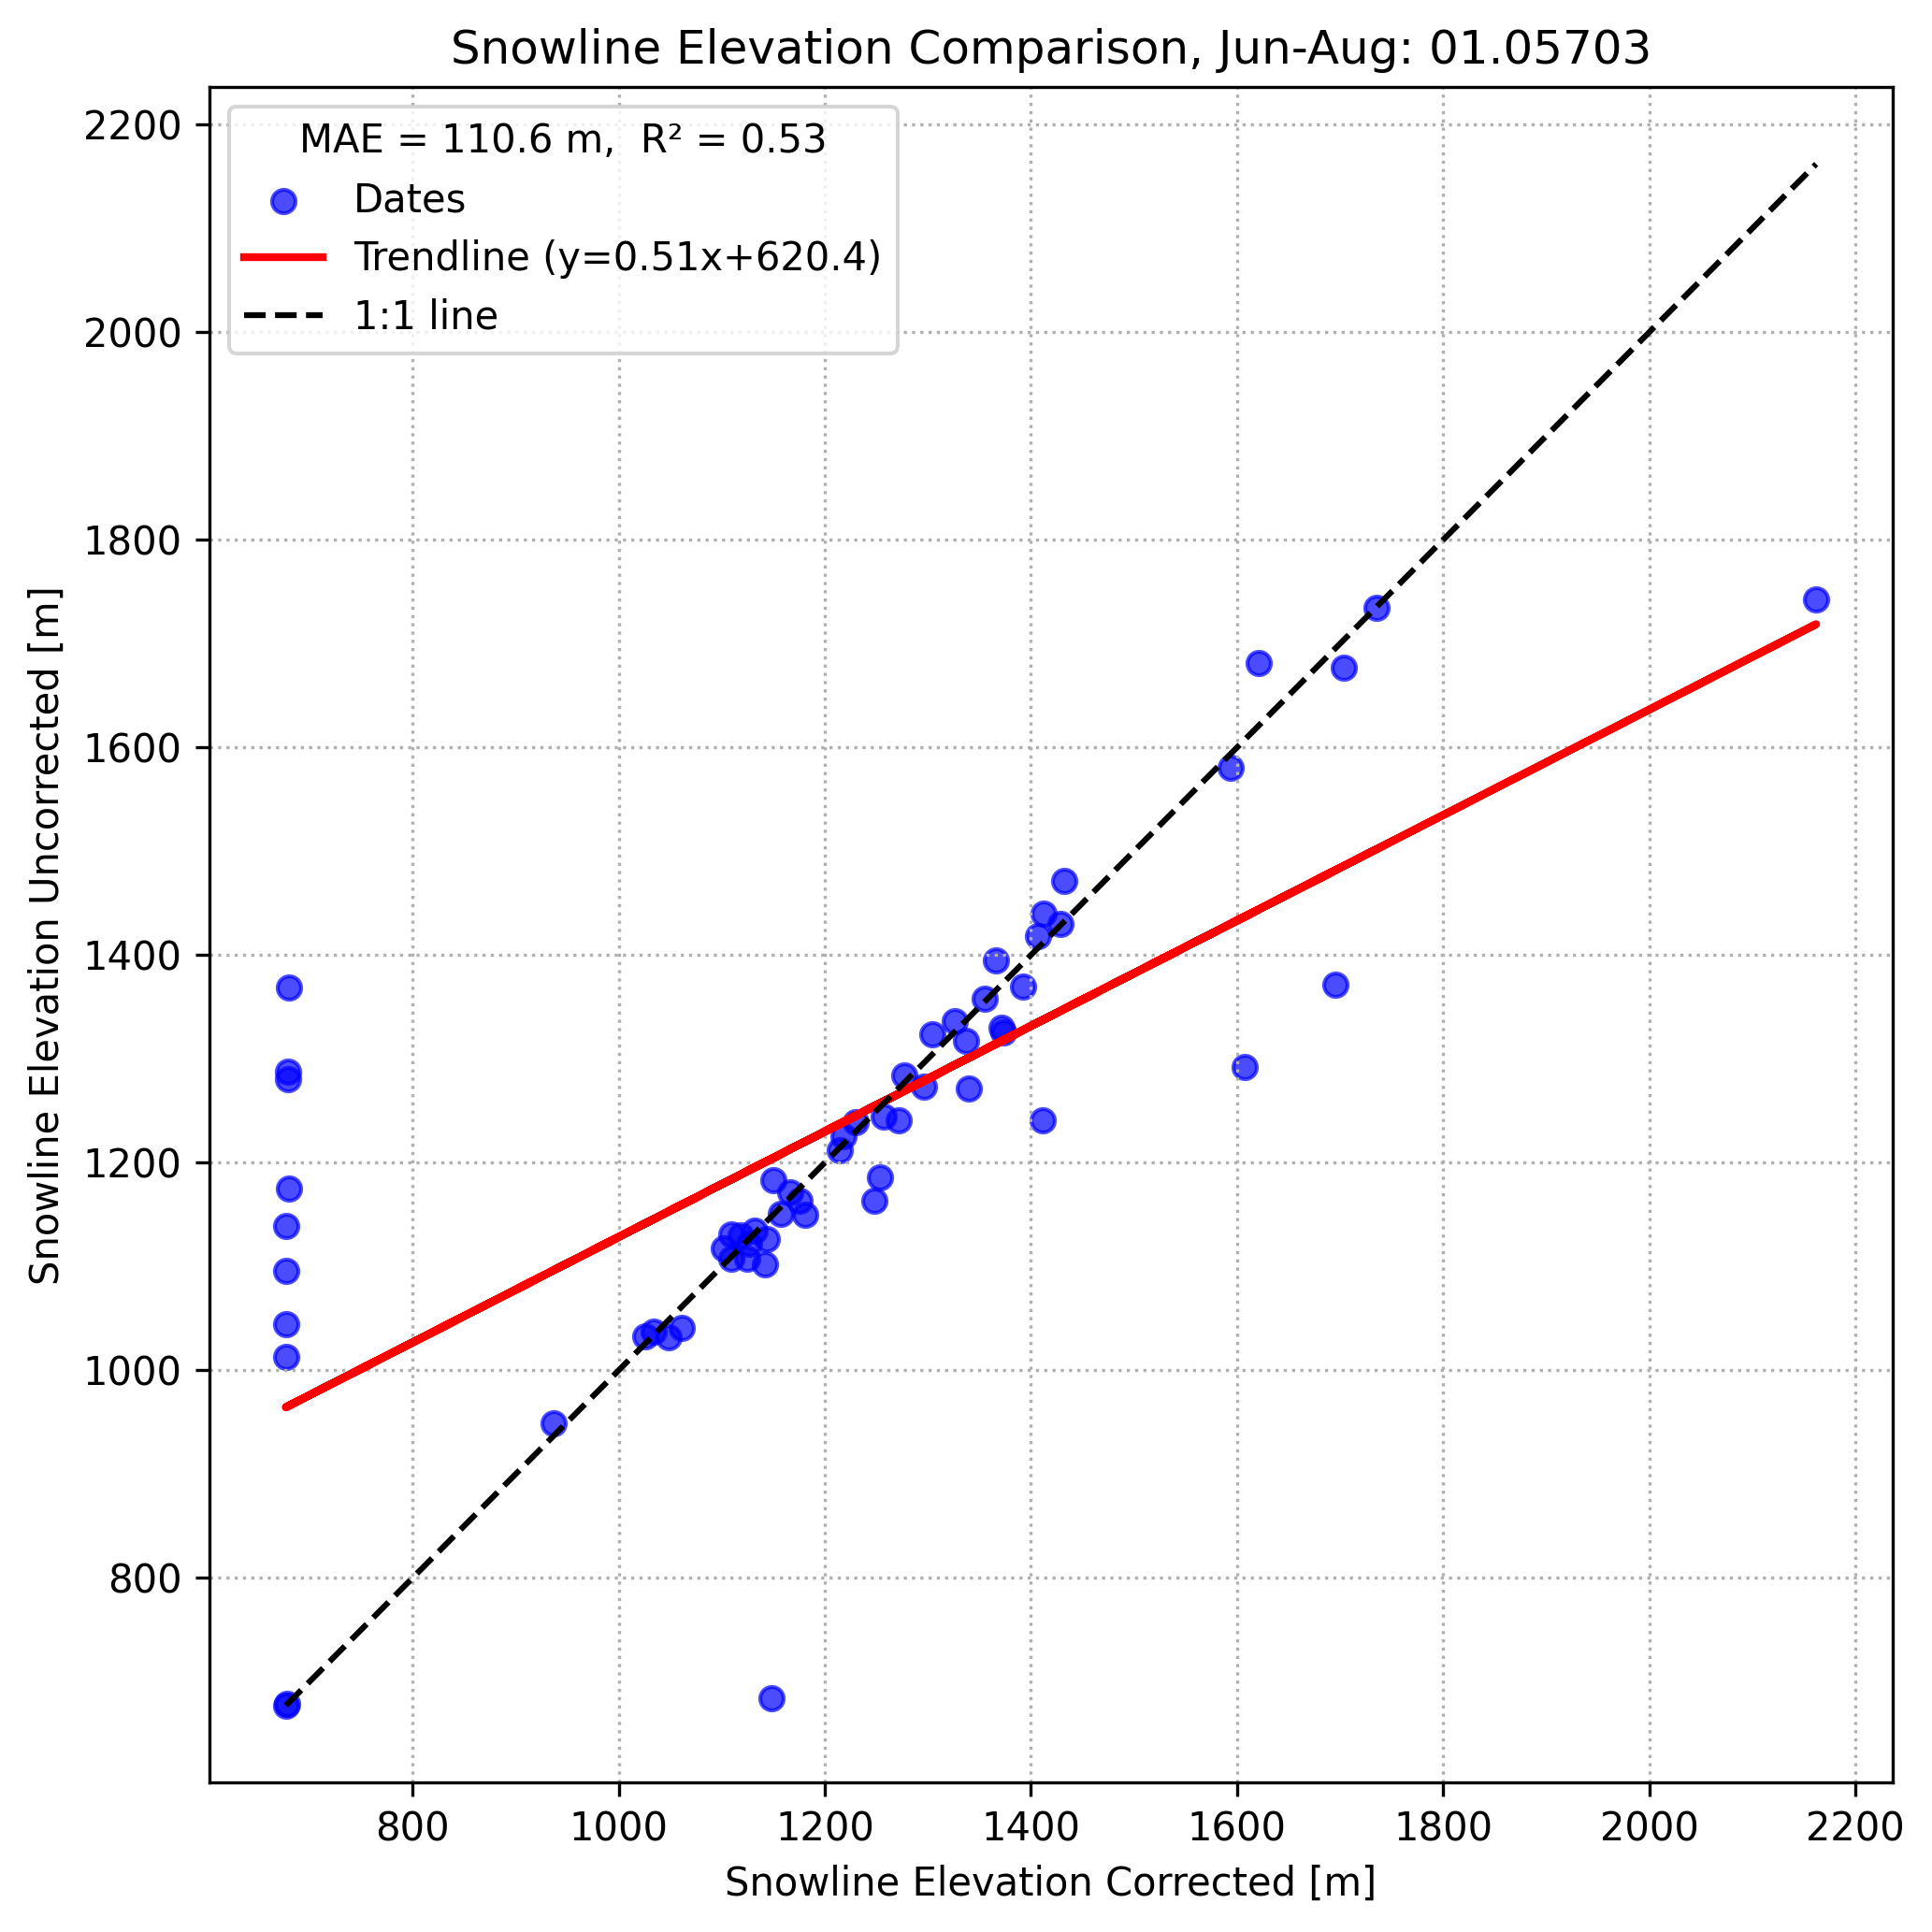 Snowline Elevation Comparison, Jun-Aug: 01.05703
MAE = 110.6 m,  R² = 0.53
Dates
Trendline (y=0.51x+620.4)
1:1 line
2200
2000
1800
1600
1400
1200
1000
800
Snowline Elevation Uncorrected [m]
800 1000 1200 1400 1600 1800 2000 2200
Snowline Elevation Corrected [m]